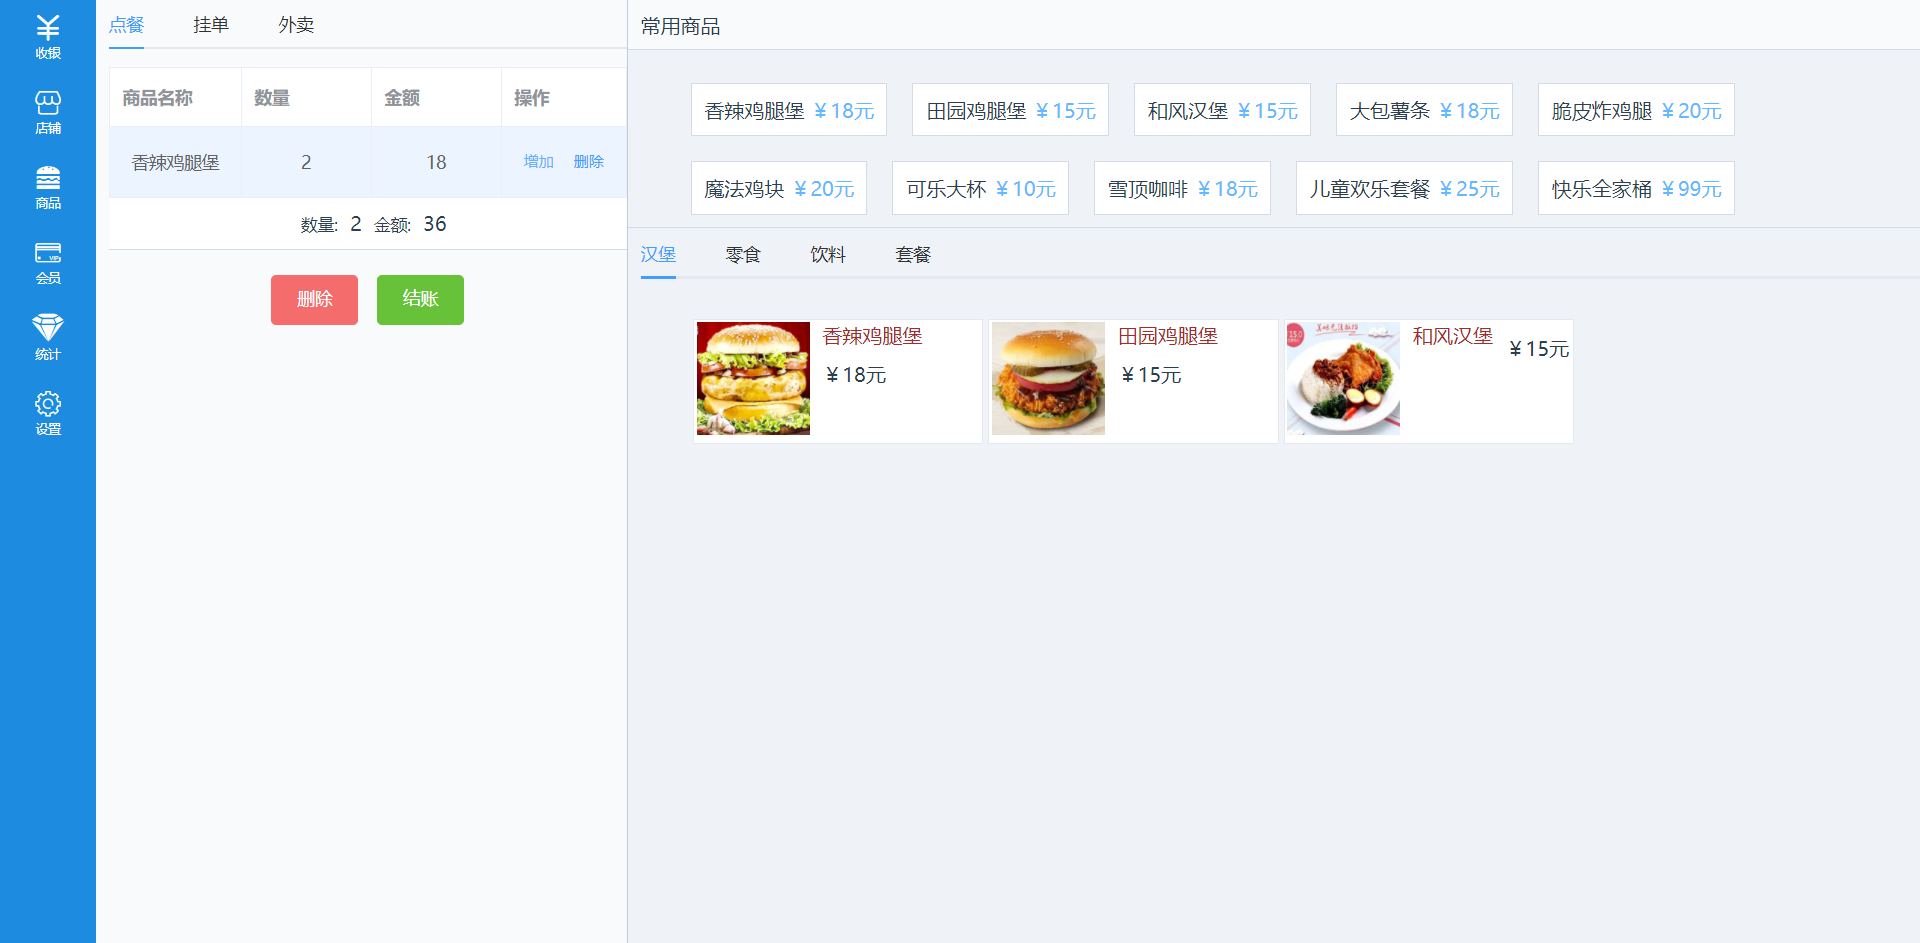 收银
店铺
商品
会员
统计
设置
点餐 挂单 外卖
商品名称 数量 金额 操作
香辣鸡腿堡 2 18 增加 删除
数量: 2 金额: 36
删除 结账
常用商品
香辣鸡腿堡 ¥18元 田园鸡腿堡 ¥15元 和风汉堡 ¥15元 大包薯条 ¥18元 脆皮炸鸡腿 ¥20元
魔法鸡块 ¥20元 可乐大杯 ¥10元 雪顶咖啡 ¥18元 儿童欢乐套餐 ¥25元 快乐全家桶 ¥99元
汉堡 零食 饮料 套餐
香辣鸡腿堡
¥18元
田园鸡腿堡
¥15元
和风汉堡 ¥15元